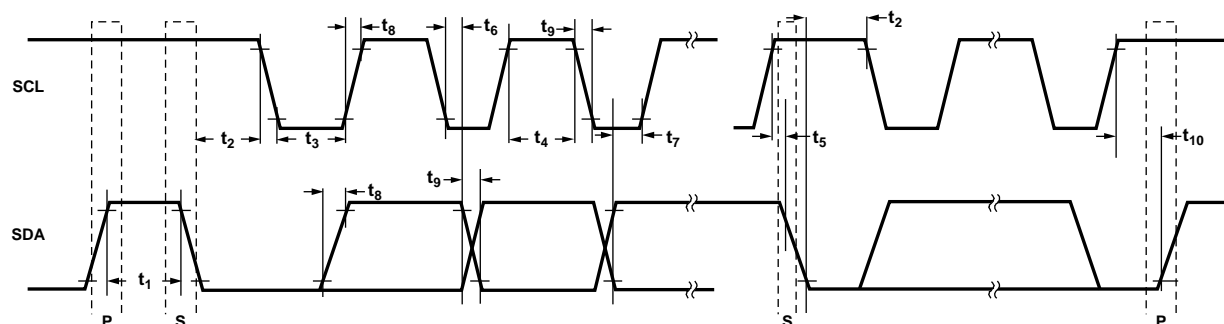 t8 t6 t9 t2
SCL
t2 t3 t4 t7 t5 t10
t9 t8
SDA
t1
P S S P